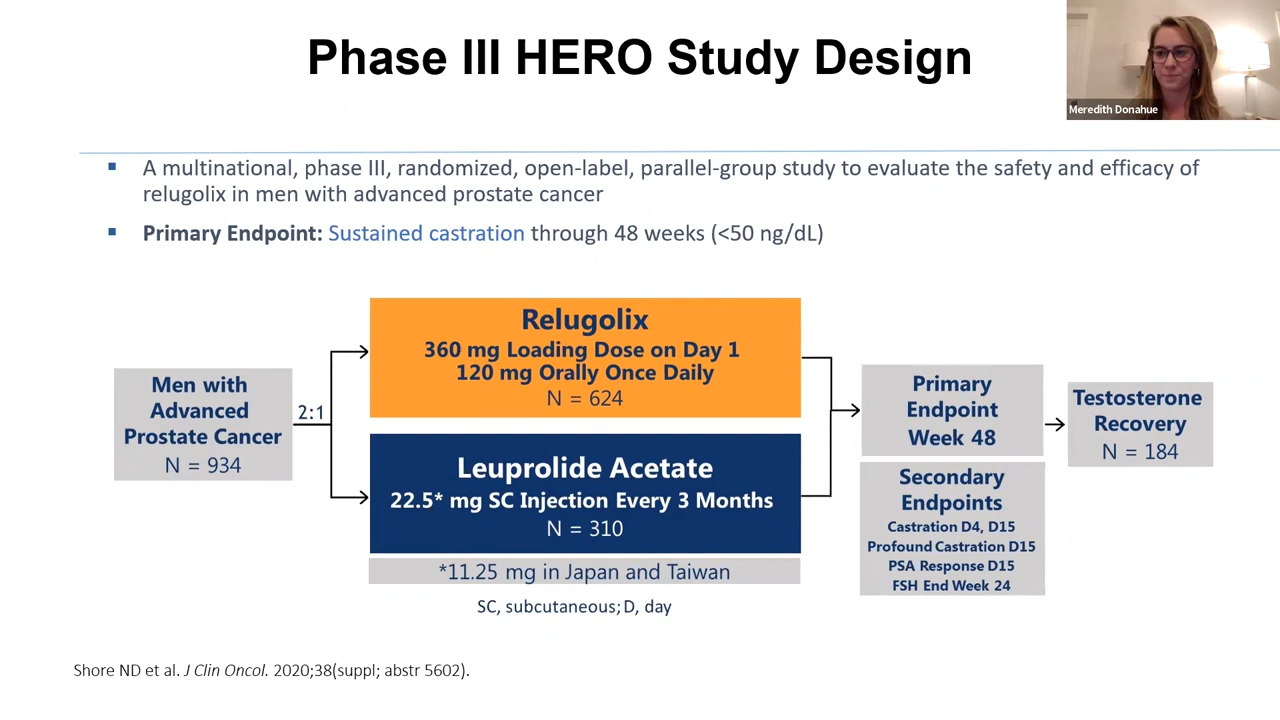 Phase III HERO Study Design
Meredith Donahue
▪ A multinational, phase III, randomized, open-label, parallel-group study to evaluate the safety and efficacy of
relugolix in men with advanced prostate cancer
▪ Primary Endpoint: Sustained castration through 48 weeks (<50 ng/dL)
Men with
Advanced
Prostate Cancer
N = 934
2:1
Relugolix
360 mg Loading Dose on Day 1
120 mg Orally Once Daily
N = 624
Leuprolide Acetate
22.5* mg SC Injection Every 3 Months
N = 310
*11.25 mg in Japan and Taiwan
SC, subcutaneous; D, day
Primary
Endpoint
Week 48
Secondary
Endpoints
Castration D4, D15
Profound Castration D15
PSA Response D15
FSH End Week 24
Testosterone
Recovery
N = 184
Shore ND et al. J Clin Oncol. 2020;38(suppl; abstr 5602).